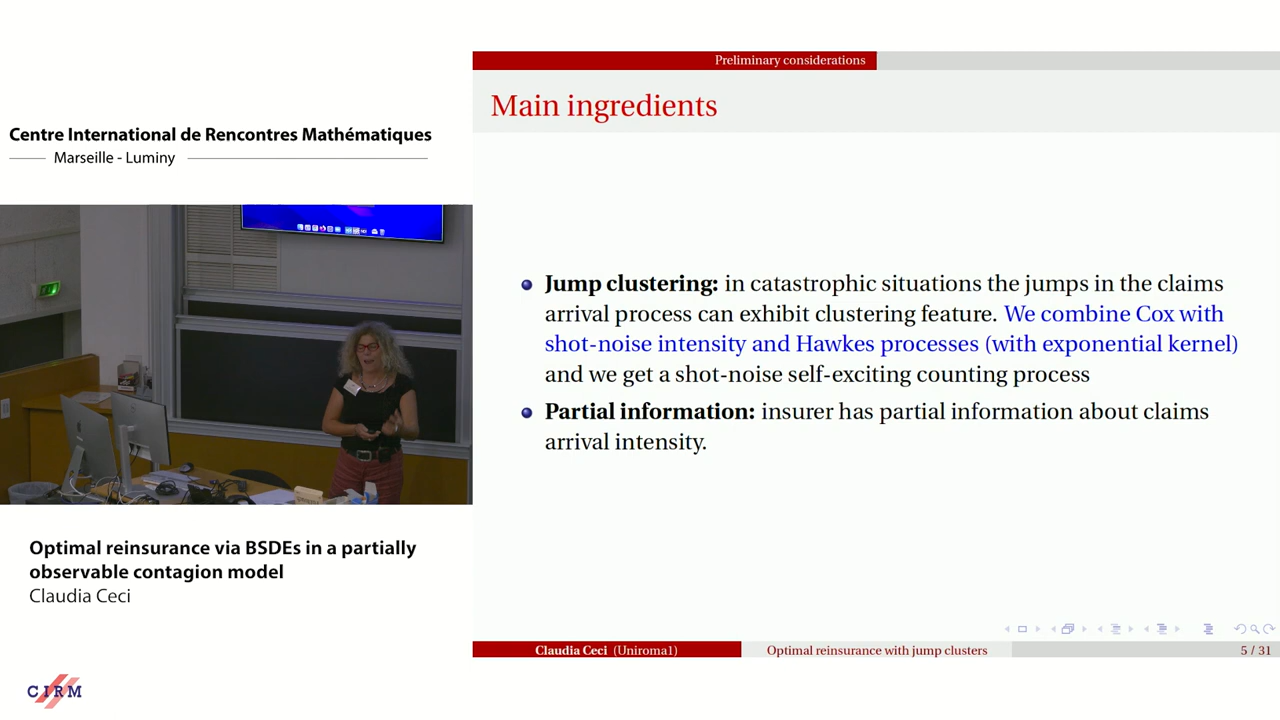 Centre International de Rencontres Mathématiques
Marseille - Luminy
Optimal reinsurance via BSDEs in a partially
observable contagion model
Claudia Ceci
CIRM
Preliminary considerations
Main ingredients
Jump clustering: in catastrophic situations the jumps in the claims
arrival process can exhibit clustering feature. We combine Cox with
shot-noise intensity and Hawkes processes (with exponential kernel)
and we get a shot-noise self-exciting counting process
Partial information: insurer has partial information about claims
arrival intensity.
Claudia Ceci (Uniroma1)
Optimal reinsurance with jump clusters
5 / 31